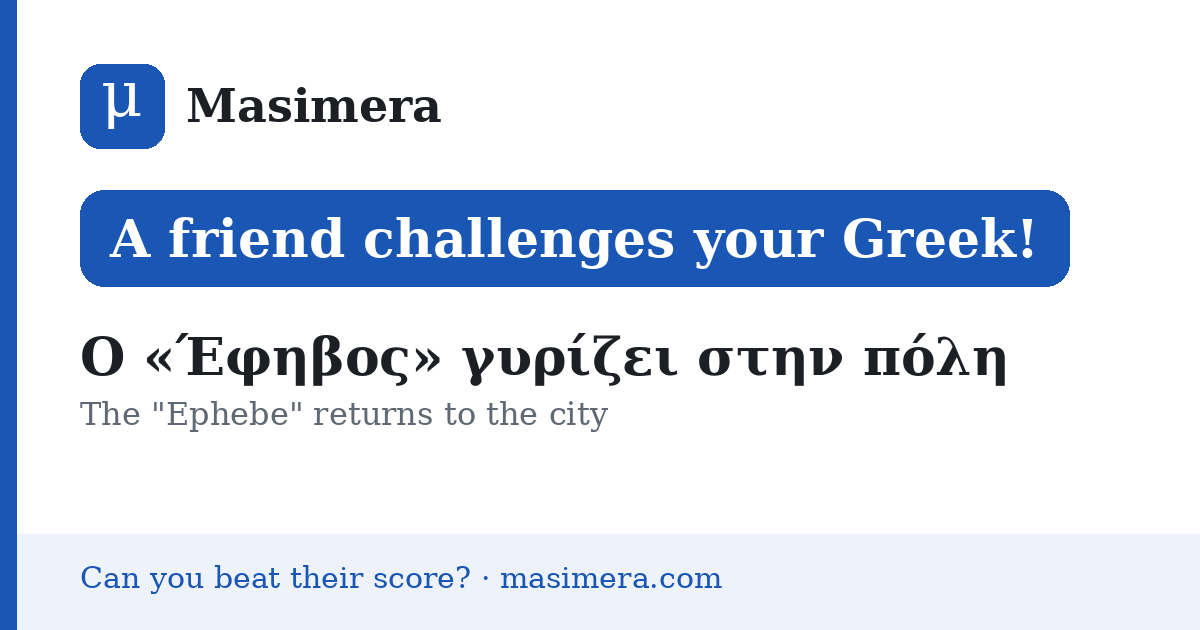 μ Masimera
A friend challenges your Greek!
Ο «Έφηβος» γυρίζει στην πόλη
The "Ephebe" returns to the city
Can you beat their score? · masimera.com